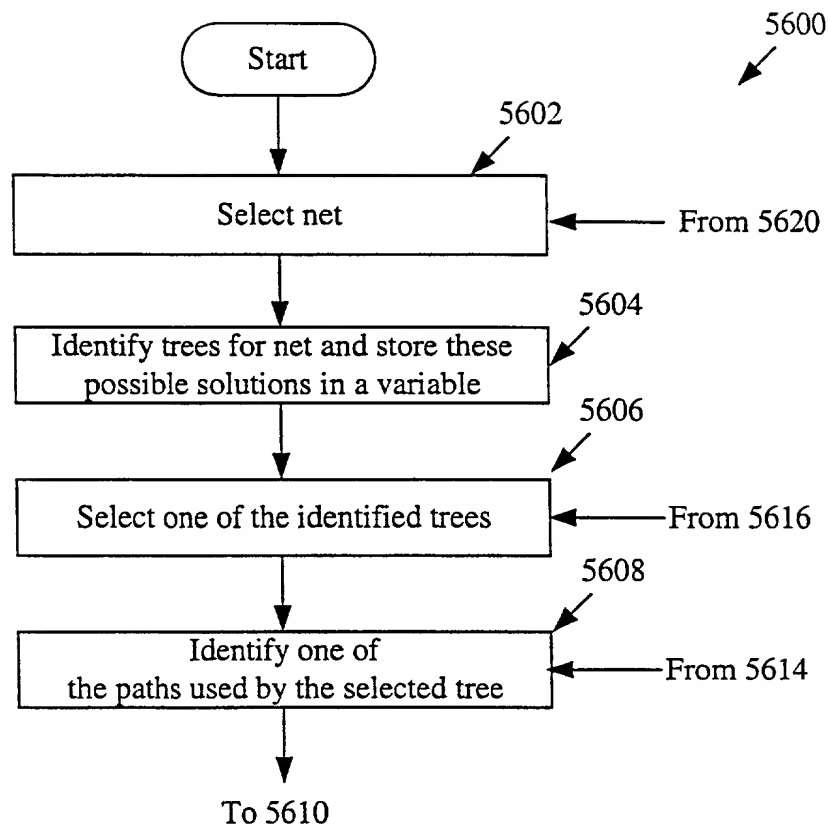 5600
Start
5602
Select net
From 5620
5604
Identify trees for net and store these
possible solutions in a variable
5606
Select one of the identified trees
From 5616
5608
Identify one of
the paths used by the selected tree
From 5614
To 5610